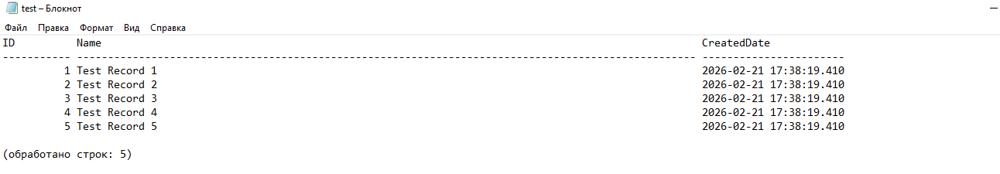 test – Блокнот
Файл Правка Формат Вид Справка
ID Name CreatedDate
----------- ---------------------------------------------------------------------------------------------------- -----------------------
1 Test Record 1 2026-02-21 17:38:19.410
2 Test Record 2 2026-02-21 17:38:19.410
3 Test Record 3 2026-02-21 17:38:19.410
4 Test Record 4 2026-02-21 17:38:19.410
5 Test Record 5 2026-02-21 17:38:19.410
(обработано строк: 5)